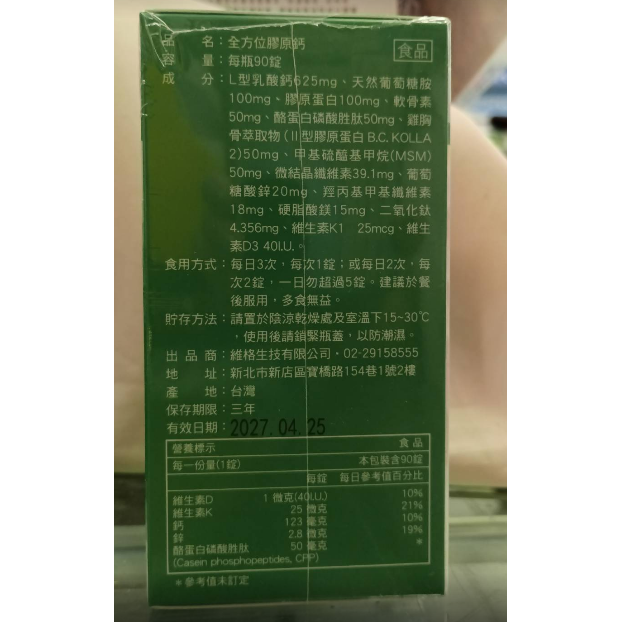 品　名：全方位膠原鈣
食品
容　量：每瓶90錠
成　分：L型乳酸鈣625mg、天然葡萄糖胺
100mg、膠原蛋白100mg、軟骨素
50mg、酪蛋白磷酸胜肽50mg、雞胸
骨萃取物(II型膠原蛋白 B.C. KOLLA
2)50mg、甲基硫醯基甲烷(MSM)
50mg、微結晶纖維素39.1mg、葡萄
糖酸鋅20mg、羥丙基甲基纖維素
18mg、硬脂酸鎂15mg、二氧化鈦
4.356mg、維生素K1 25mcg、維生
素D3 40I.U.。
食用方式：每日3次，每次1錠；或每日2次，每
次2錠，一日勿超過5錠。建議於餐
後服用，多食無益。
貯存方法：請置於陰涼乾燥處及室溫下15~30℃
，使用後請鎖緊瓶蓋，以防潮濕。
出 品 商：維格生技有限公司・02-29158555
地　址：新北市新店區寶橋路154巷1號2樓
產　地：台灣
保存期限：三年
有效日期：2027.04.25
營養標示　食品
每一份量(1錠)　本包裝含90錠
每錠　每日參考值百分比
維生素D　1 微克(40I.U.)　10%
維生素K　25 微克　21%
鈣　123 毫克　10%
鋅　2.8 微克　19%
酪蛋白磷酸胜肽　50 毫克　*
(Casein phosphopeptides, CPP)
*參考值未訂定